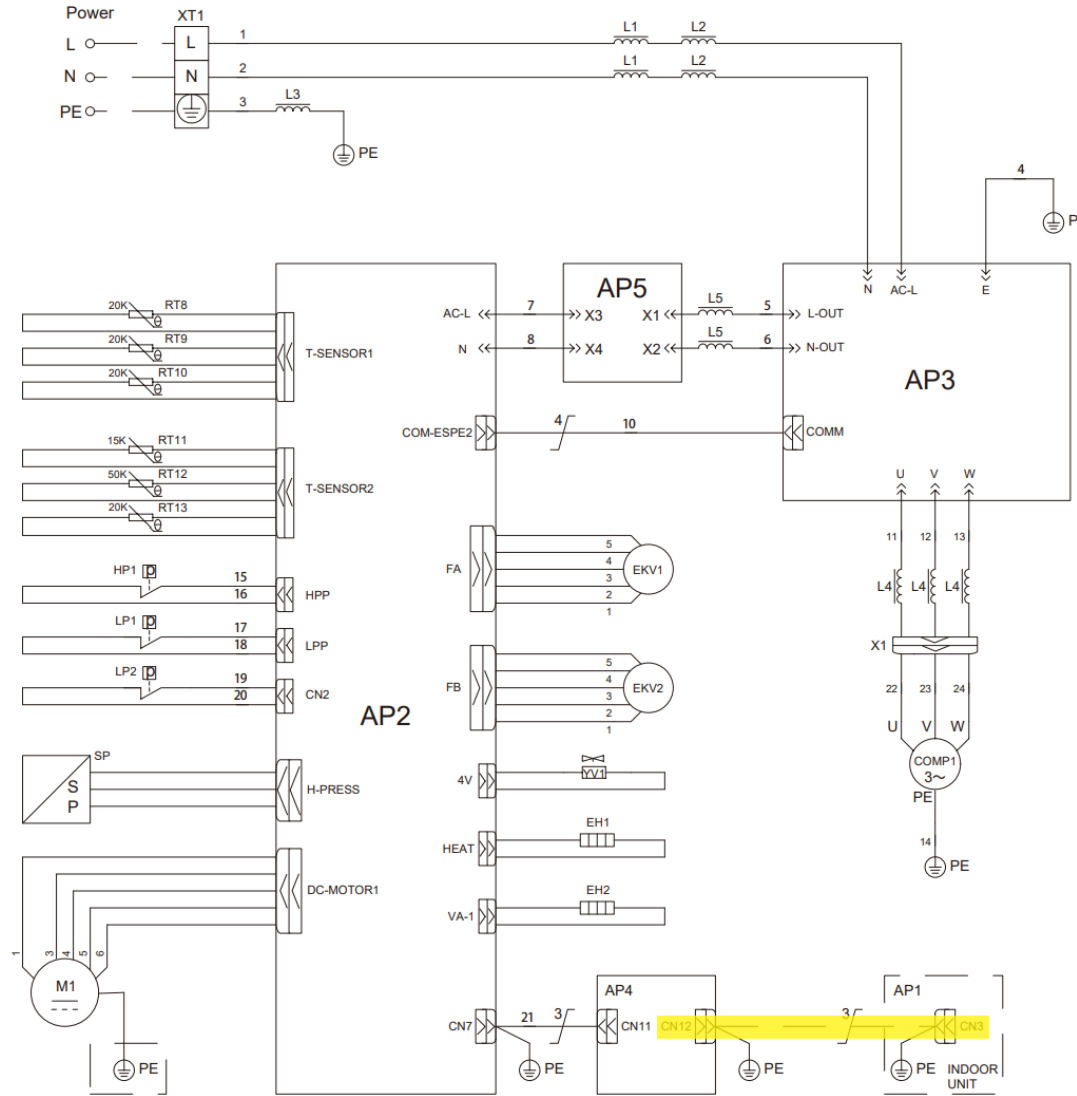 Power
XT1
L
L
1
L1
L2
N
N
2
L1
L2
PE
3
L3
PE
4
P
N
AC-L
E
AP2
20K
RT8
20K
RT9
20K
RT10
T-SENSOR1
15K
RT11
50K
RT12
20K
RT13
T-SENSOR2
HP1
P
15
16
HPP
LP1
P
17
18
LPP
LP2
P
19
20
CN2
SP
S
P
H-PRESS
DC-MOTOR1
1
3
4
5
6
M1
PE
AC-L
7
X3
AP5
X1
L5
5
L-OUT
N
8
X4
X2
L5
6
N-OUT
AP3
COM-ESPE2
4
10
COMM
FA
5
4
3
2
1
EKV1
FB
5
4
3
2
1
EKV2
4V
YV1
HEAT
EH1
VA-1
EH2
U
V
W
11
12
13
L4
L4
L4
X1
22
23
24
U
V
W
COMP1
3~
PE
14
PE
CN7
21
3
PE
AP4
CN11
CN12
PE
3
AP1
CN3
PE
INDOOR
UNIT